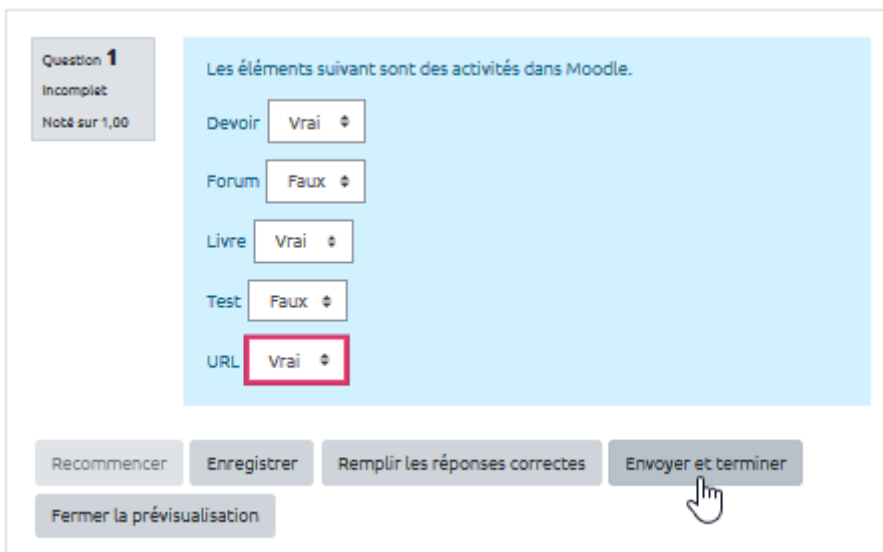 Question 1
Incomplet
Noté sur 1,00
Les éléments suivant sont des activités dans Moodle.
Devoir Vrai
Forum Faux
Livre Vrai
Test Faux
URL Vrai
Recommencer Enregistrer Remplir les réponses correctes Envoyer et terminer
Fermer la prévisualisation